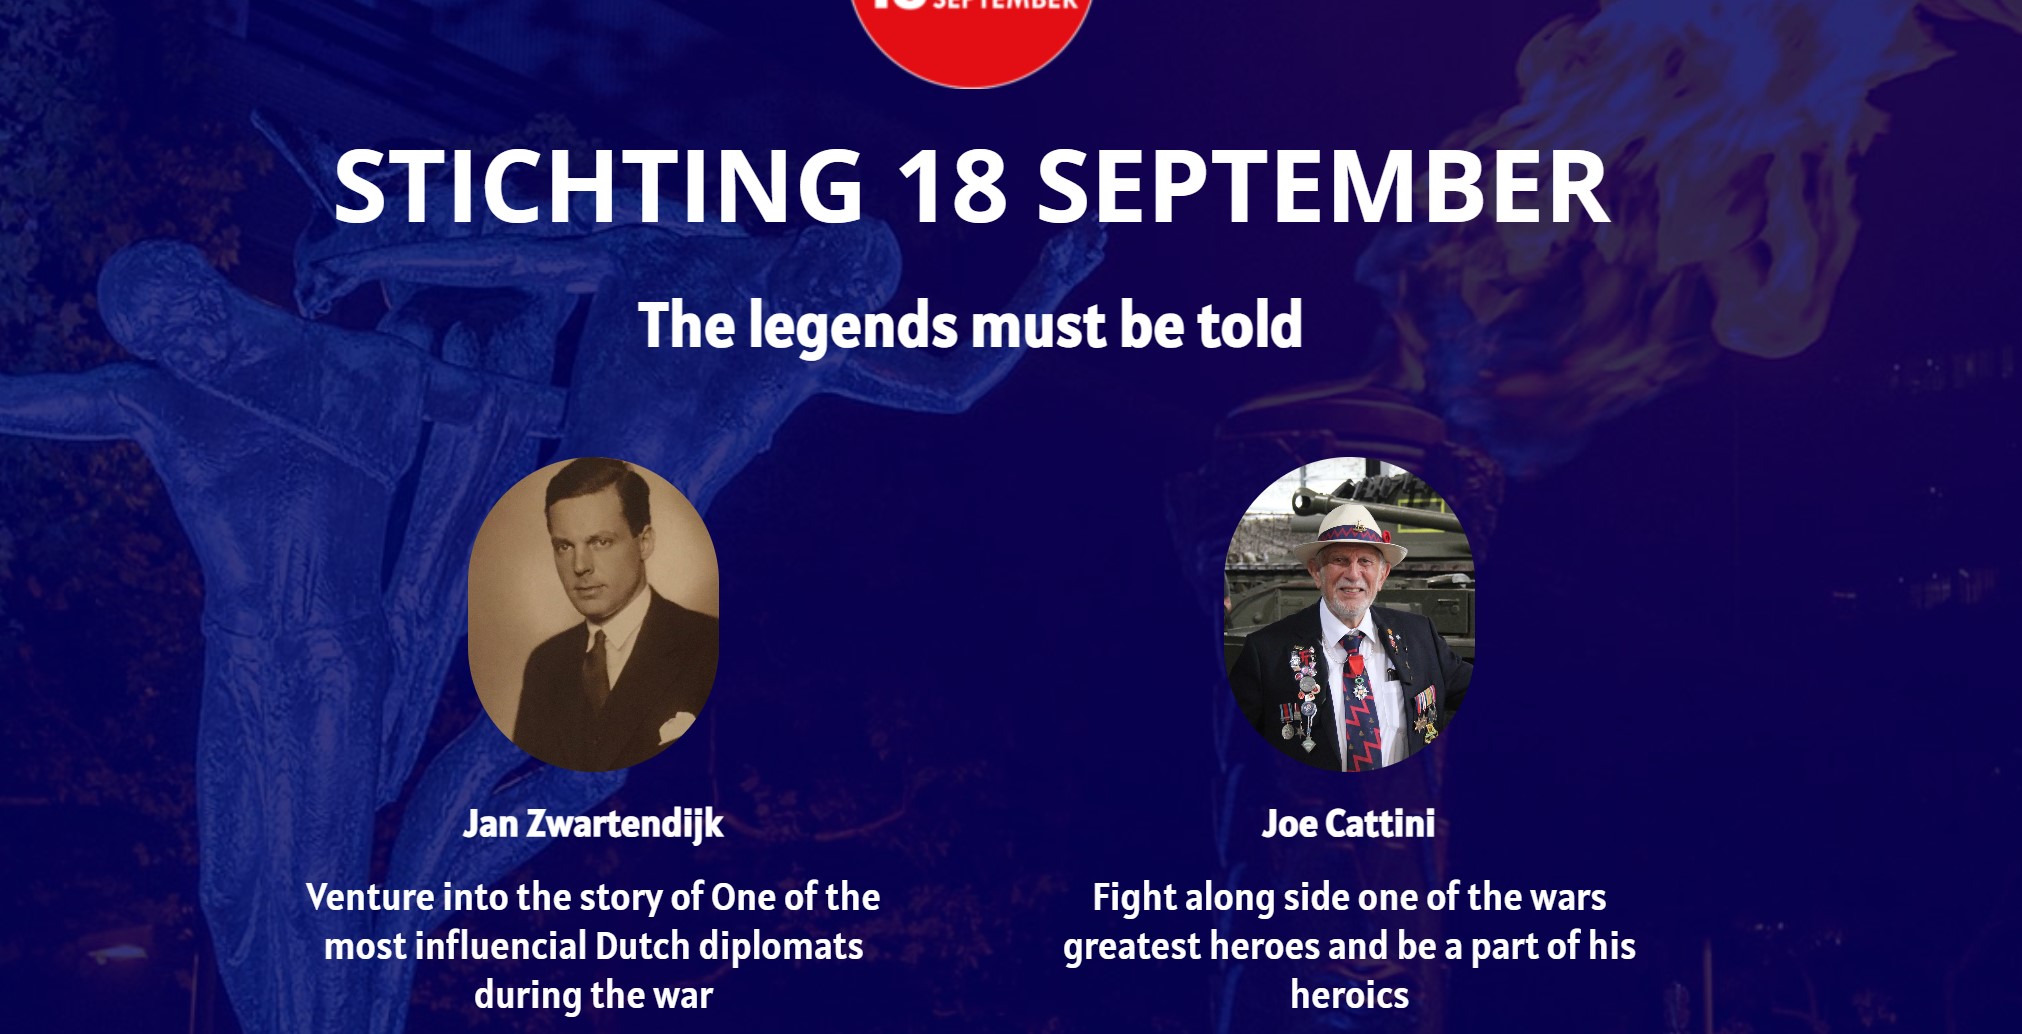 SEPTEMBER
STICHTING 18 SEPTEMBER
The legends must be told
Jan Zwartendijk
Joe Cattini
Venture into the story of One of the
most influencial Dutch diplomats
during the war
Fight along side one of the wars
greatest heroes and be a part of his
heroics